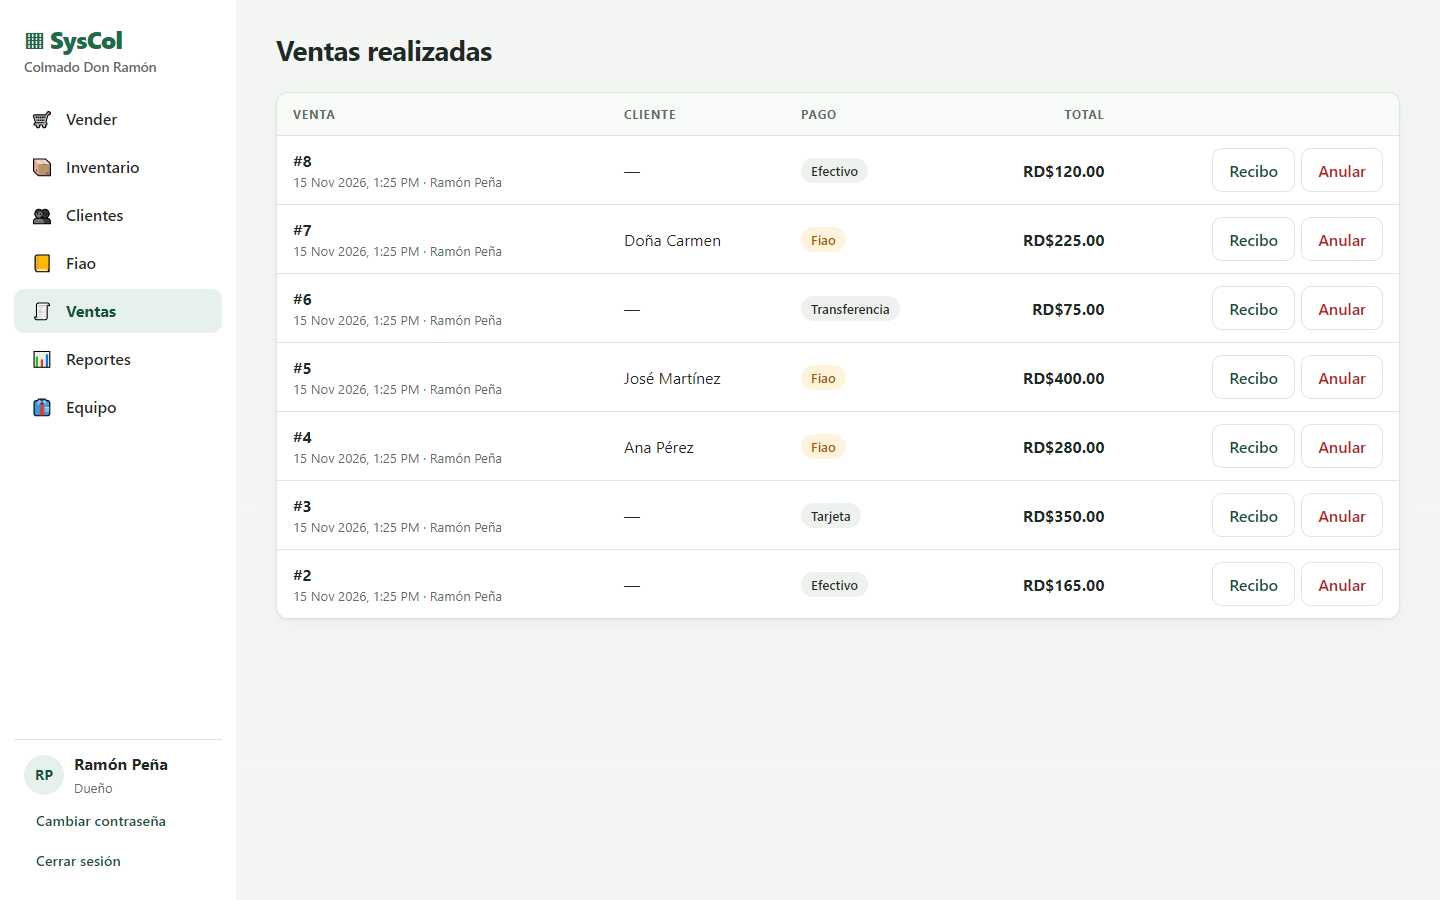 SysCol
Colmado Don Ramón
Vender
Inventario
Clientes
Fiao
Ventas
Reportes
Equipo
Ramón Peña
RP
Dueño
Cambiar contraseña
Cerrar sesión
Ventas realizadas
VENTA CLIENTE PAGO TOTAL
#8
15 Nov 2026, 1:25 PM · Ramón Peña
— Efectivo RD$120.00 Recibo Anular
#7
15 Nov 2026, 1:25 PM · Ramón Peña
Doña Carmen Fiao RD$225.00 Recibo Anular
#6
15 Nov 2026, 1:25 PM · Ramón Peña
— Transferencia RD$75.00 Recibo Anular
#5
15 Nov 2026, 1:25 PM · Ramón Peña
José Martínez Fiao RD$400.00 Recibo Anular
#4
15 Nov 2026, 1:25 PM · Ramón Peña
Ana Pérez Fiao RD$280.00 Recibo Anular
#3
15 Nov 2026, 1:25 PM · Ramón Peña
— Tarjeta RD$350.00 Recibo Anular
#2
15 Nov 2026, 1:25 PM · Ramón Peña
— Efectivo RD$165.00 Recibo Anular